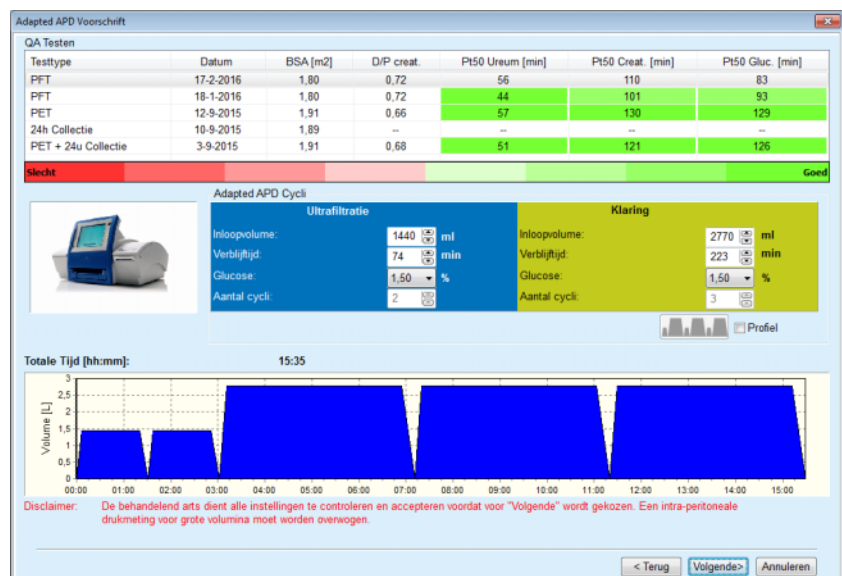 Adapted APD Voorschrift
QA Testen
Testtype Datum BSA [m2] D/P creat. Pt50 Ureum [min] Pt50 Creat. [min] Pt50 Gluc. [min]
PFT 17-2-2016 1,80 0,72 56 110 83
PFT 18-1-2016 1,80 0,72 44 101 93
PET 12-9-2015 1,91 0,66 57 130 129
24h Collectie 10-9-2015 1,89 -- -- -- --
PET + 24u Collectie 3-9-2015 1,91 0,68 51 121 126
Slecht Goed
Adapted APD Cycli
Ultrafiltratie Klaring
Inloopvolume: 1440 ml Inloopvolume: 2770 ml
Verblijftijd: 74 min Verblijftijd: 223 min
Glucose: 1,50 % Glucose: 1,50 %
Aantal cycli: 2 Aantal cycli: 3
Profiel
Totale Tijd [hh:mm]: 15:35
Volume [L]
3
2,5
2
1,5
1
0,5
0
00:00 01:00 02:00 03:00 04:00 05:00 06:00 07:00 08:00 09:00 10:00 11:00 12:00 13:00 14:00 15:00
Disclaimer: De behandelend arts dient alle instellingen te controleren en accepteren voordat voor "Volgende" wordt gekozen. Een intra-peritoneale
drukmeting voor grote volumina moet worden overwogen.
< Terug Volgende> Annuleren